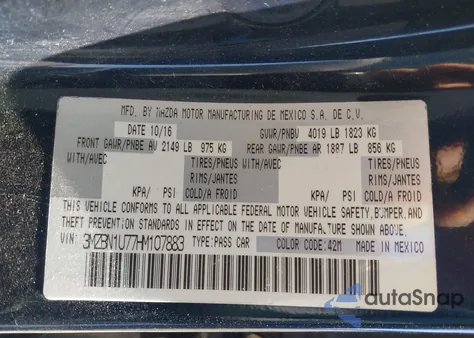 MFD. BY MAZDA MOTOR MANUFACTURING DE MEXICO S.A. DE C.V.
DATE 10/16 GVWR/PNBV 4019 LB 1823 KG
FRONT GAWR/PNBE AV 2149 LB 975 KG REAR GAWR/PNBE AR 1887 LB 856 KG
WITH/AVEC TIRES/PNEUS WITH/AVEC TIRES/PNEUS
RIMS/JANTES RIMS/JANTES
KPA/ PSI COLD/A FROID KPA/ PSI COLD/A FROID
THIS VEHICLE CONFORMS TO ALL APPLICABLE FEDERAL MOTOR VEHICLE SAFETY, BUMPER, AND
THEFT PREVENTION STANDARDS IN EFFECT ON THE DATE OF MANUFACTURE SHOWN ABOVE.
VIN: 3MZBN1U77HM107883 TYPE: PASS CAR COLOR CODE: 42M MADE IN MEXICO
autoSnap